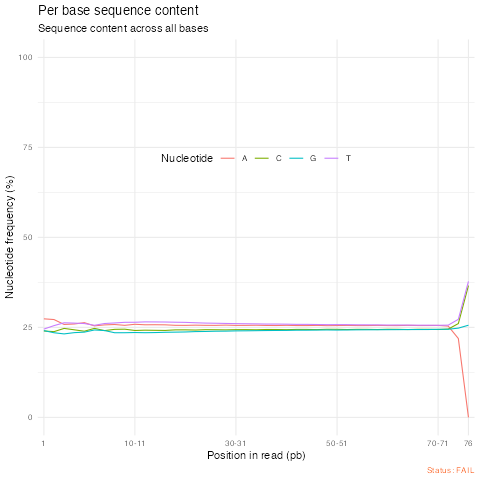 Per base sequence content
Sequence content across all bases
100
75
50
25
0
Nucleotide frequency (%)
Nucleotide A C G T
1 10-11 30-31 50-51 70-71 76
Position in read (pb)
Status: FAIL